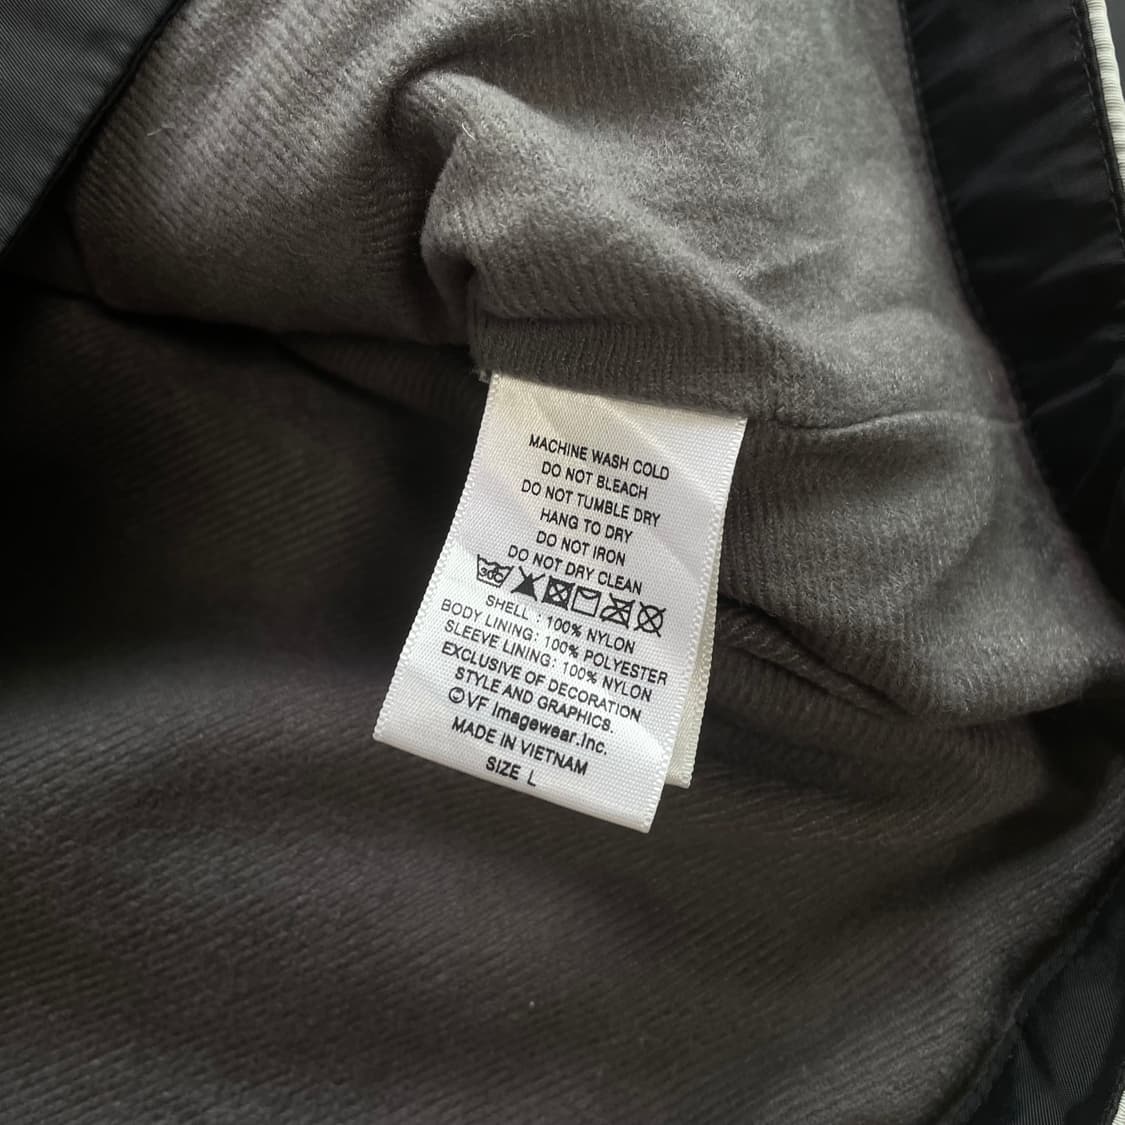 MACHINE WASH COLD
DO NOT BLEACH
DO NOT TUMBLE DRY
HANG TO DRY
DO NOT IRON
DO NOT DRY CLEAN
30C
SHELL : 100% NYLON
BODY LINING: 100% POLYESTER
SLEEVE LINING: 100% NYLON
EXCLUSIVE OF DECORATION
STYLE AND GRAPHICS.
©VF Imagewear.Inc.
MADE IN VIETNAM
SIZE L